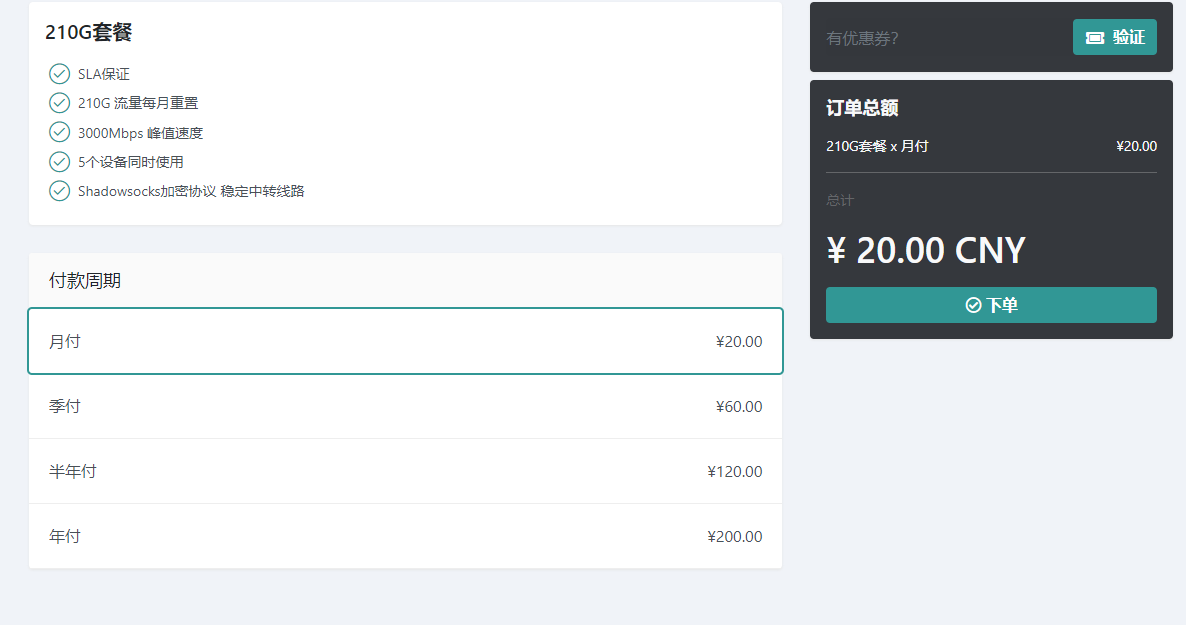 210G套餐
SLA保证
210G 流量每月重置
3000Mbps 峰值速度
5个设备同时使用
Shadowsocks加密协议 稳定中转线路
付款周期
月付 ¥20.00
季付 ¥60.00
半年付 ¥120.00
年付 ¥200.00
有优惠券? 验证
订单总额
210G套餐 x 月付 ¥20.00
总计
¥ 20.00 CNY
下单